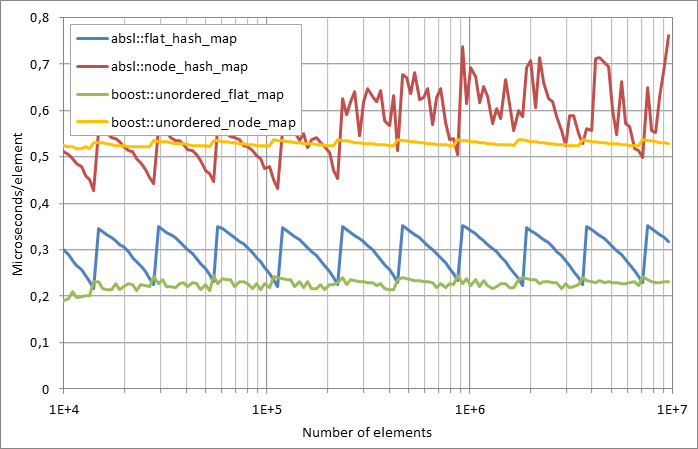 0,8
0,7
0,6
0,5
0,4
0,3
0,2
0,1
0
Microseconds/element
absl::flat_hash_map
absl::node_hash_map
boost::unordered_flat_map
boost::unordered_node_map
1E+4 1E+5 1E+6 1E+7
Number of elements